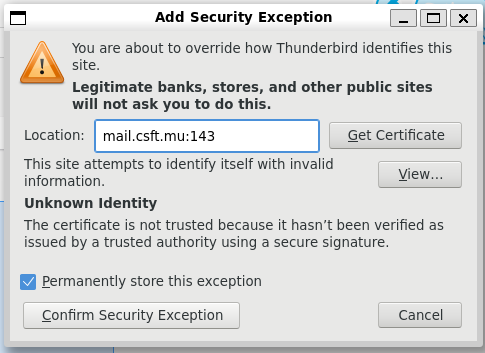 Add Security Exception
You are about to override how Thunderbird identifies this
site.
Legitimate banks, stores, and other public sites
will not ask you to do this.
Location: mail.csft.mu:143 Get Certificate
This site attempts to identify itself with invalid
information.
View...
Unknown Identity
The certificate is not trusted because it hasn't been verified as
issued by a trusted authority using a secure signature.
Permanently store this exception
Confirm Security Exception Cancel